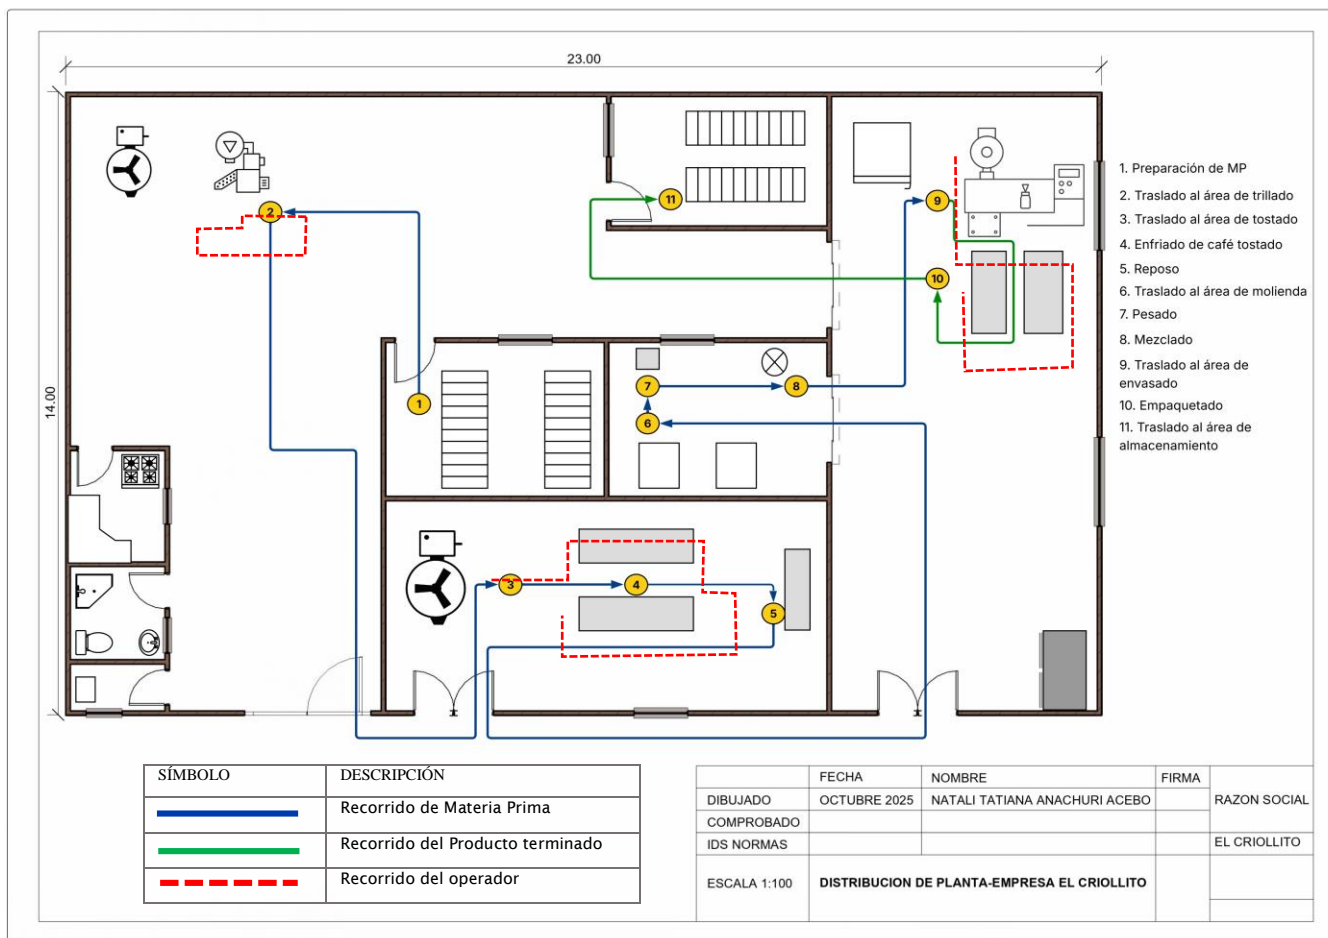 23.00
14.00
2
11
9
10
1
7
8
6
3
4
5
1. Preparación de MP
2. Traslado al área de trillado
3. Traslado al área de tostado
4. Enfriado de café tostado
5. Reposo
6. Traslado al área de molienda
7. Pesado
8. Mezclado
9. Traslado al área de
envasado
10. Empaquetado
11. Traslado al área de
almacenamiento
SÍMBOLO DESCRIPCIÓN
Recorrido de Materia Prima
Recorrido del Producto terminado
Recorrido del operador
FECHA NOMBRE FIRMA
DIBUJADO OCTUBRE 2025 NATALI TATIANA ANACHURI ACEBO RAZON SOCIAL
COMPROBADO
IDS NORMAS EL CRIOLLITO
ESCALA 1:100 DISTRIBUCION DE PLANTA-EMPRESA EL CRIOLLITO